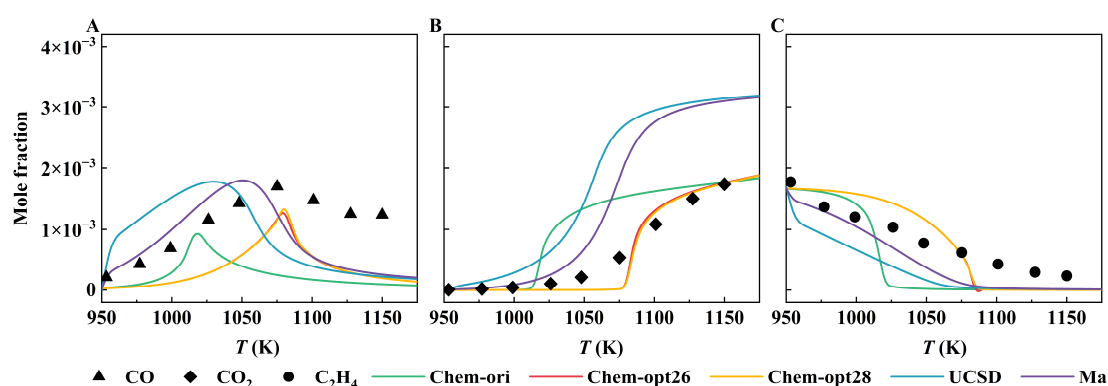 A B C
4×10⁻³
3×10⁻³
2×10⁻³
1×10⁻³
0
Mole fraction
950 1000 1050 1100 1150 950 1000 1050 1100 1150 950 1000 1050 1100 1150
T (K) T (K) T (K)
CO CO₂ C₂H₄ Chem-ori Chem-opt26 Chem-opt28 UCSD Ma